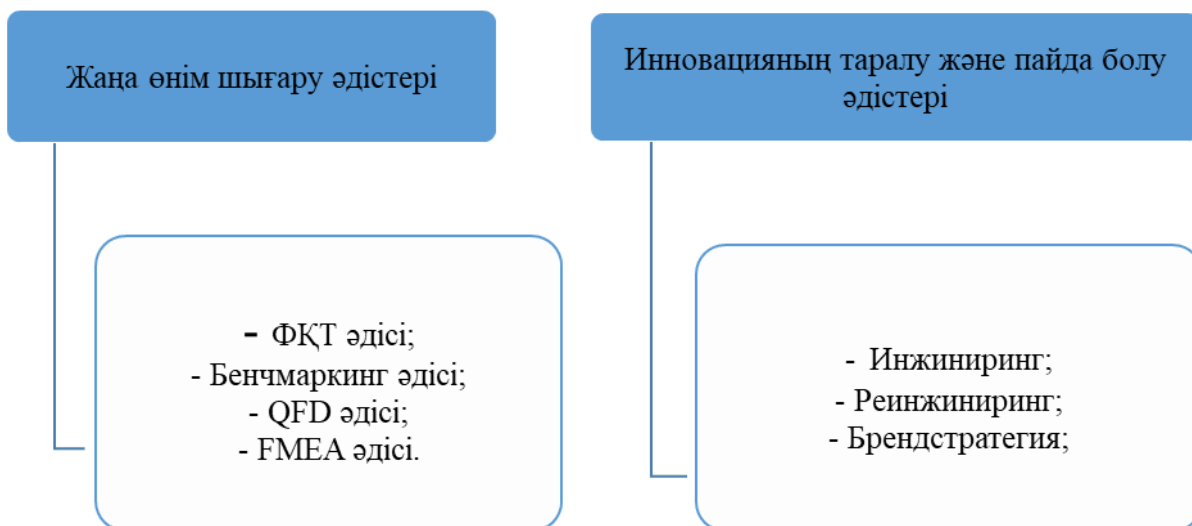 Жаңа өнім шығару әдістері
- ФҚТ әдісі;
- Бенчмаркинг әдісі;
- QFD әдісі;
- FMEA әдісі.
Инновацияның таралу және пайда болу
әдістері
- Инжиниринг;
- Реинжиниринг;
- Брендстратегия;